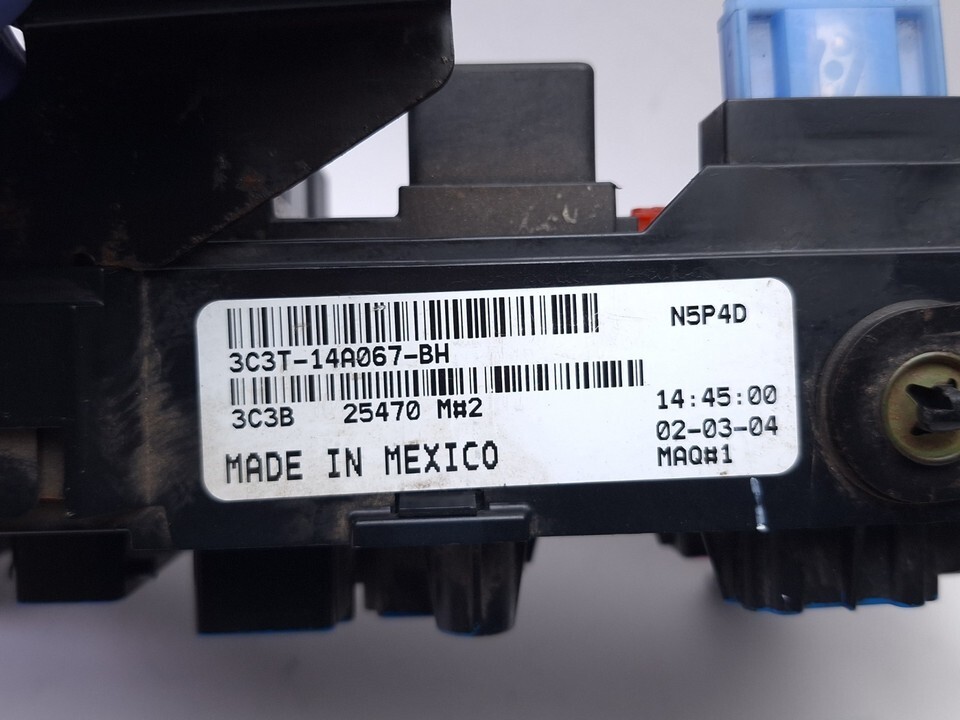 N5P4D
3C3T-14A067-BH
3C3B 25470 M#2
14:45:00
02-03-04
MADE IN MEXICO
MAQ#1